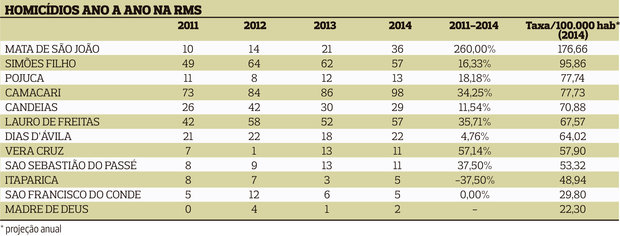 HOMICÍDIOS ANO A ANO NA RMS
2011 2012 2013 2014 2011–2014 Taxa/100.000 hab*
(2014)
MATA DE SÃO JOÃO 10 14 21 36 260,00% 176,66
SIMÕES FILHO 49 64 62 57 16,33% 95,86
POJUCA 11 8 12 13 18,18% 77,74
CAMACARI 73 84 86 98 34,25% 77,73
CANDEIAS 26 42 30 29 11,54% 70,88
LAURO DE FREITAS 42 58 52 57 35,71% 67,57
DIAS D'ÁVILA 21 22 18 22 4,76% 64,02
VERA CRUZ 7 1 13 11 57,14% 57,90
SAO SEBASTIÃO DO PASSÉ 8 9 13 11 37,50% 53,32
ITAPARICA 8 7 3 5 –37,50% 48,94
SAO FRANCISCO DO CONDE 5 12 6 5 0,00% 29,80
MADRE DE DEUS 0 4 1 2 – 22,30
* projeção anual